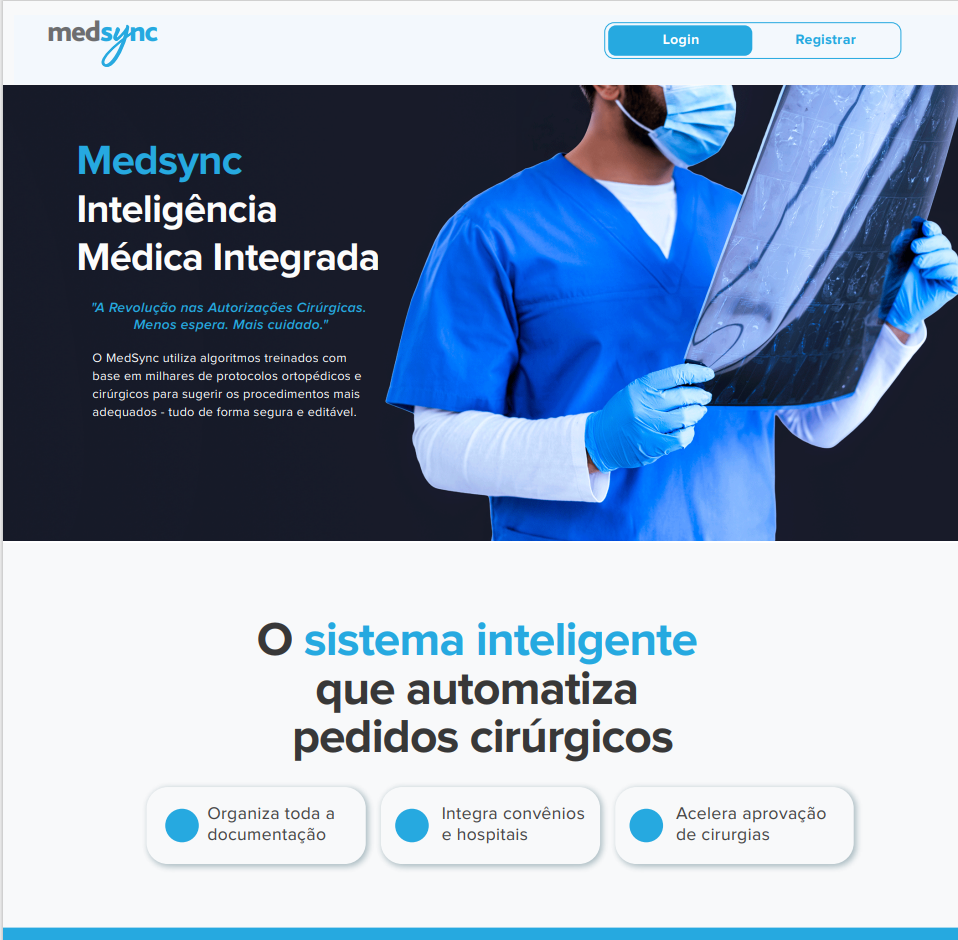 medsync
Login
Registrar
Medsync
Inteligência
Médica Integrada
"A Revolução nas Autorizações Cirúrgicas.
Menos espera. Mais cuidado."
O MedSync utiliza algoritmos treinados com
base em milhares de protocolos ortopédicos e
cirúrgicos para sugerir os procedimentos mais
adequados - tudo de forma segura e editável.
O sistema inteligente
que automatiza
pedidos cirúrgicos
Organiza toda a
documentação
Integra convênios
e hospitais
Acelera aprovação
de cirurgias